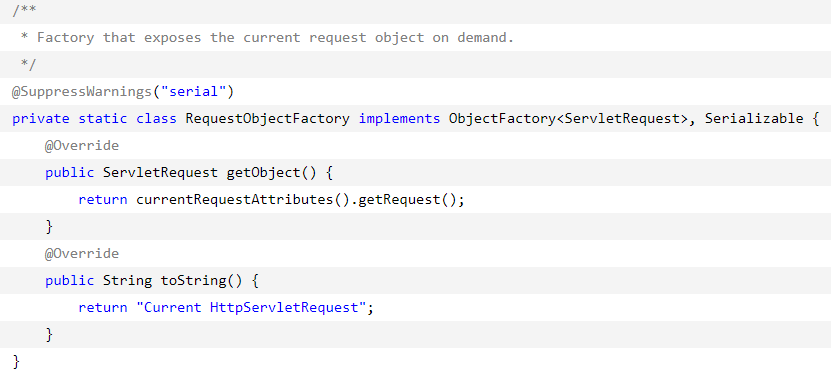 /**
 * Factory that exposes the current request object on demand.
 */
@SuppressWarnings("serial")
private static class RequestObjectFactory implements ObjectFactory<ServletRequest>, Serializable {
    @Override
    public ServletRequest getObject() {
        return currentRequestAttributes().getRequest();
    }
    @Override
    public String toString() {
        return "Current HttpServletRequest";
    }
}